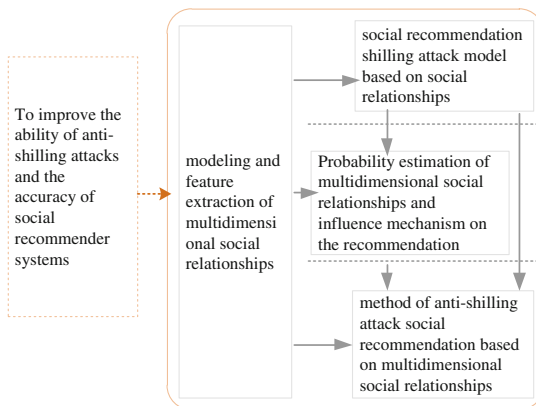 To improve the
ability of anti-
shilling attacks
and the
accuracy of
social
recommender
systems
modeling and
feature
extraction of
multidimensi
onal social
relationships
social recommendation
shilling attack model
based on social
relationships
Probability estimation of
multidimensional social
relationships and
influence mechanism on
the recommendation
method of anti-shilling
attack social
recommendation based
on multidimensional
social relationships